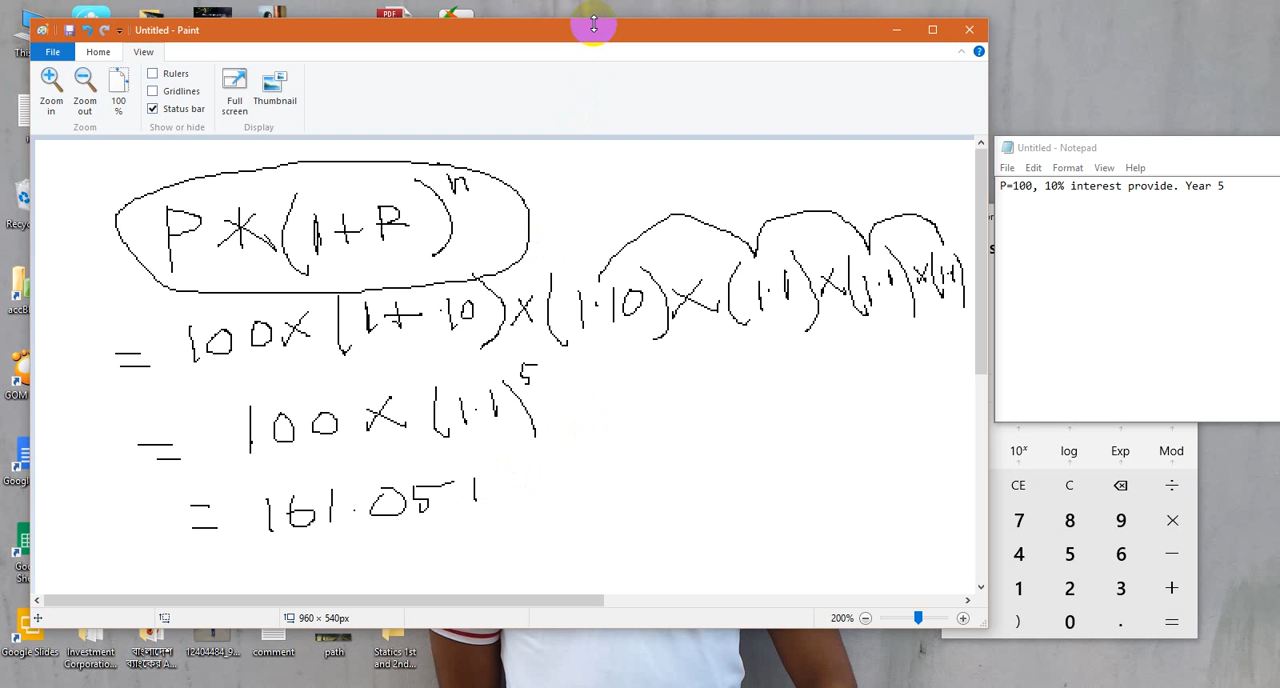 PDF
Untitled - Paint
File Home View
Zoom in
Zoom out
100 %
Rulers
Gridlines
Status bar
Full screen
Thumbnail
Zoom
Show or hide
Display
P*(1+R)^n
=100×(1+.10)×(1.10)×(1.1)×(1.1)×(1.1)
=100×(1.1)^5
=161.051
960 × 540px
200%
Untitled - Notepad
File Edit Format View Help
P=100, 10% interest provide. Year 5
10ˣ log Exp Mod
CE C ÷
7 8 9 ×
4 5 6 −
1 2 3 +
) 0 . =
Google Slides
Investment Corporatio...
বাংলাদেশ ব্যাংকের A...
12404484_9...
comment
path
Statics 1st and 2nd...